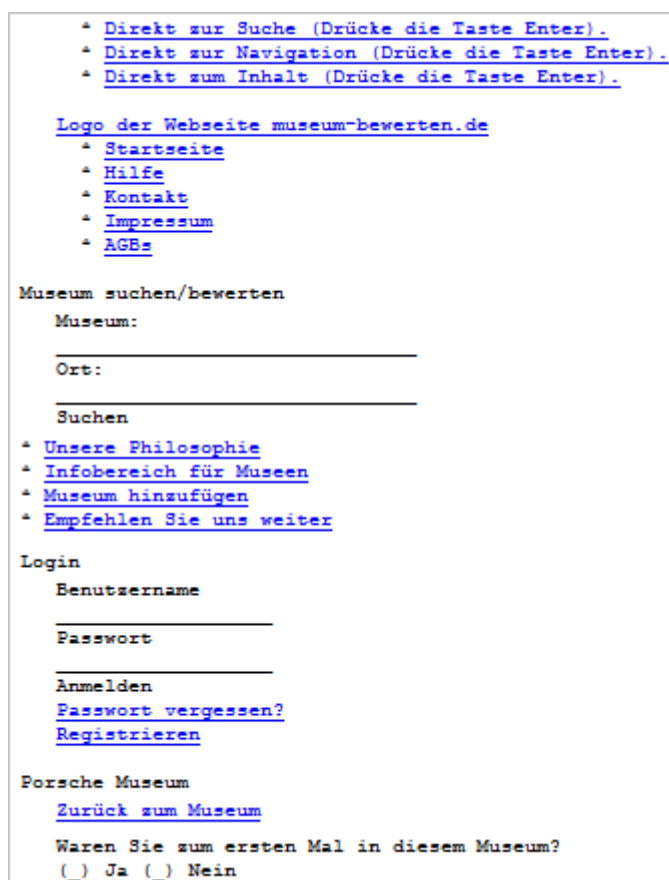 * Direkt zur Suche (Drücke die Taste Enter).
* Direkt zur Navigation (Drücke die Taste Enter).
* Direkt zum Inhalt (Drücke die Taste Enter).
Logo der Webseite museum-bewerten.de
* Startseite
* Hilfe
* Kontakt
* Impressum
* AGBs
Museum suchen/bewerten
Museum:
Ort:
Suchen
* Unsere Philosophie
* Infobereich für Museen
* Museum hinzufügen
* Empfehlen Sie uns weiter
Login
Benutzername
Passwort
Anmelden
Passwort vergessen?
Registrieren
Porsche Museum
Zurück zum Museum
Waren Sie zum ersten Mal in diesem Museum?
(_) Ja (_) Nein